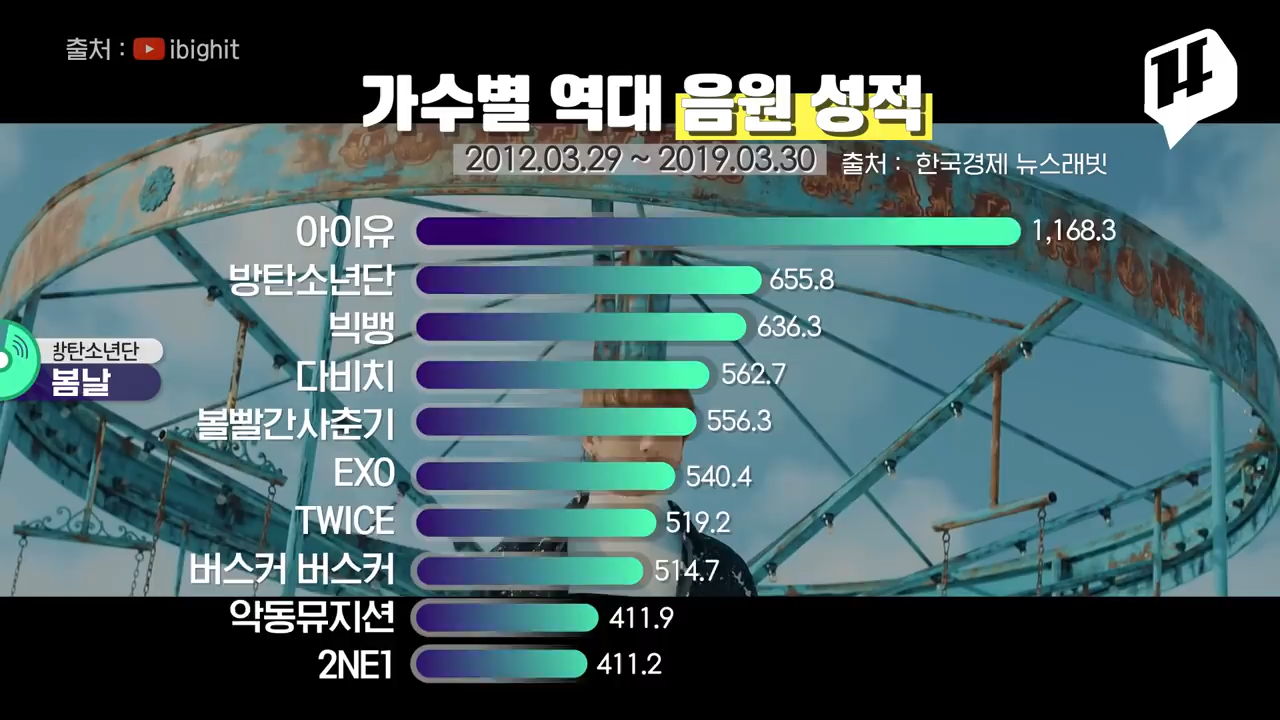 출처 : ibighit
가수별 역대 음원 성적
2012.03.29 ~ 2019.03.30 출처 : 한국경제 뉴스래빗
아이유 1,168.3
방탄소년단 655.8
빅뱅 636.3
방탄소년단
봄날
다비치 562.7
볼빨간사춘기 556.3
EXO 540.4
TWICE 519.2
버스커 버스커 514.7
악동뮤지션 411.9
2NE1 411.2